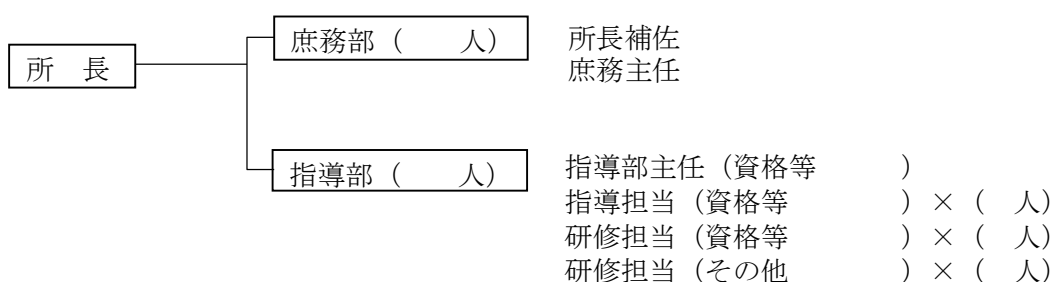 所　長
庶務部（　　人）
所長補佐
庶務主任
指導部（　　人）
指導部主任（資格等　　　　）
指導担当（資格等　　　　）×（　人）
研修担当（資格等　　　　）×（　人）
研修担当（その他　　　　）×（　人）